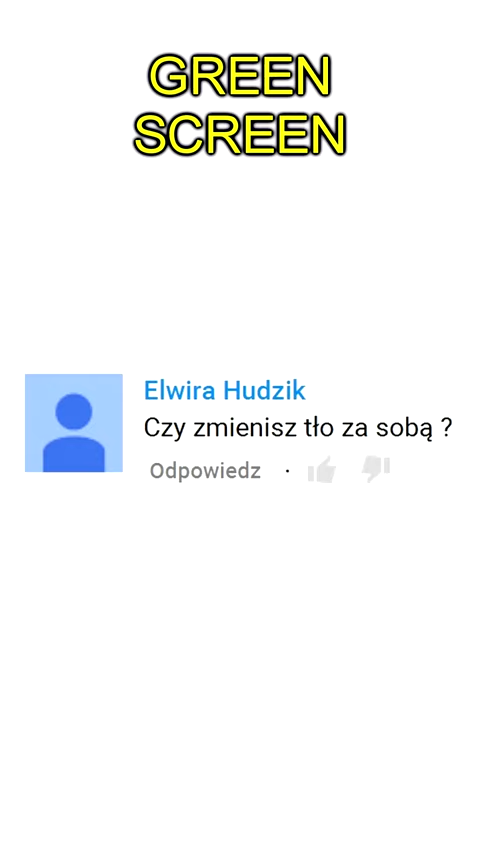 GREEN
SCREEN
Elwira Hudzik
Czy zmienisz tło za sobą ?
Odpowiedz ·